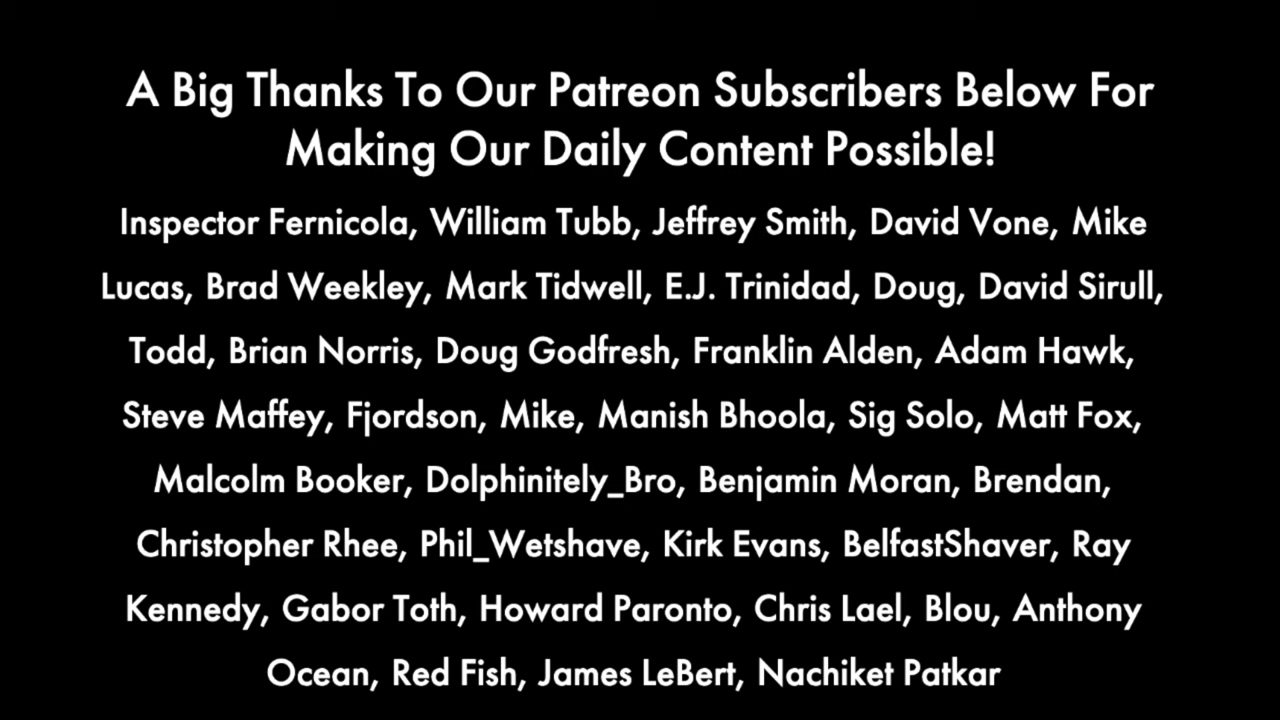 A Big Thanks To Our Patreon Subscribers Below For
Making Our Daily Content Possible!
Inspector Fernicola, William Tubb, Jeffrey Smith, David Vone, Mike
Lucas, Brad Weekley, Mark Tidwell, E.J. Trinidad, Doug, David Sirull,
Todd, Brian Norris, Doug Godfresh, Franklin Alden, Adam Hawk,
Steve Maffey, Fjordson, Mike, Manish Bhoola, Sig Solo, Matt Fox,
Malcolm Booker, Dolphinitely_Bro, Benjamin Moran, Brendan,
Christopher Rhee, Phil_Wetshave, Kirk Evans, BelfastShaver, Ray
Kennedy, Gabor Toth, Howard Paronto, Chris Lael, Blou, Anthony
Ocean, Red Fish, James LeBert, Nachiket Patkar